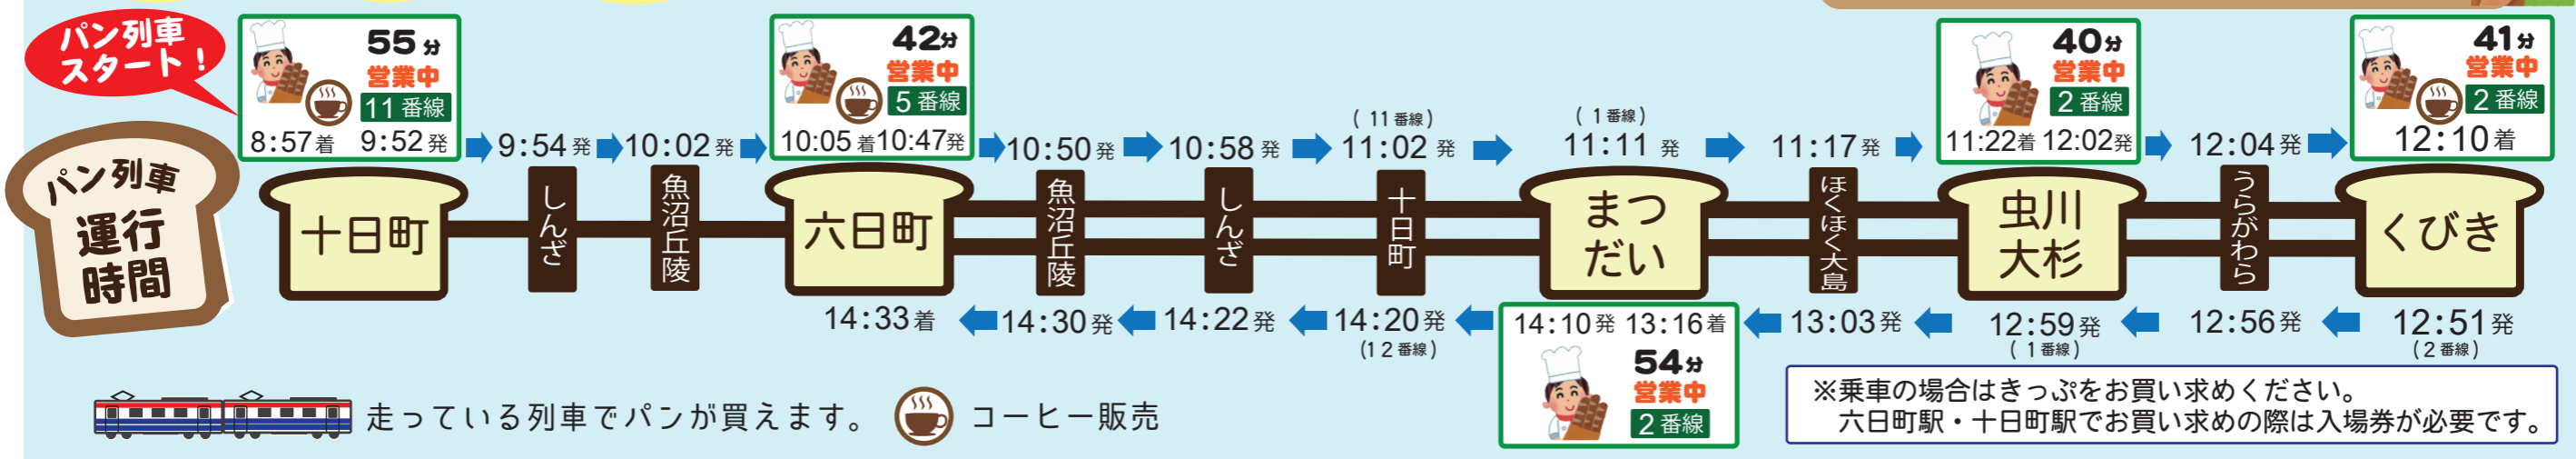 パン列車
スタート！
55分
営業中
11番線
8:57着 9:52発
9:54発
10:02発
42分
営業中
5番線
10:05着10:47発
10:50発
10:58発
(11番線)
11:02発
(1番線)
11:11発
11:17発
40分
営業中
2番線
11:22着 12:02発
12:04発
41分
営業中
2番線
12:10着
パン列車
運行
時間
十日町
しんざ
魚沼丘陵
六日町
魚沼丘陵
しんざ
十日町
まつ
だい
ほくほく大島
虫川
大杉
うらがわら
くびき
14:33着
14:30発
14:22発
14:20発
(12番線)
14:10発 13:16着
54分
営業中
2番線
13:03発
12:59発
(1番線)
12:56発
12:51発
(2番線)
走っている列車でパンが買えます。
コーヒー販売
※乗車の場合はきっぷをお買い求めください。
六日町駅・十日町駅でお買い求めの際は入場券が必要です。